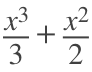 x³/3 + x²/2